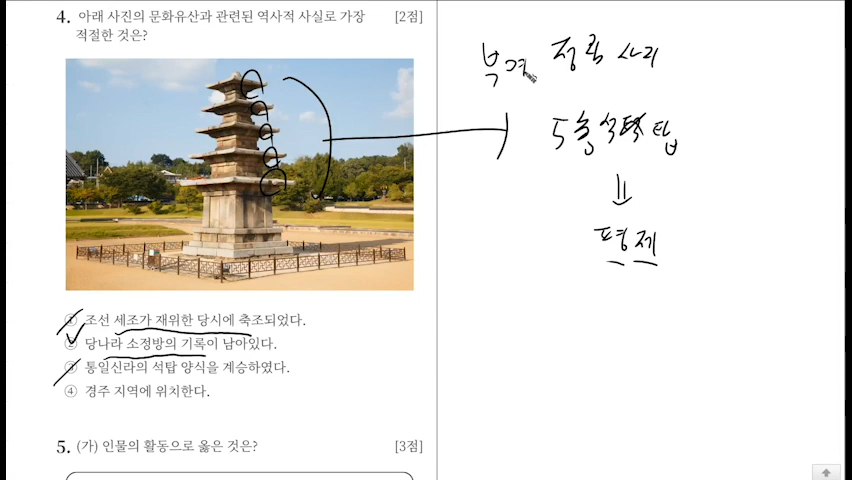 4. 아래 사진의 문화유산과 관련된 역사적 사실로 가장 [2점]
적절한 것은?
① 조선 세조가 재위한 당시에 축조되었다.
② 당나라 소정방의 기록이 남아있다.
③ 통일신라의 석탑 양식을 계승하였다.
④ 경주 지역에 위치한다.
5. (가) 인물의 활동으로 옳은 것은? [3점]
부여 정림사지
5층석탑
평제